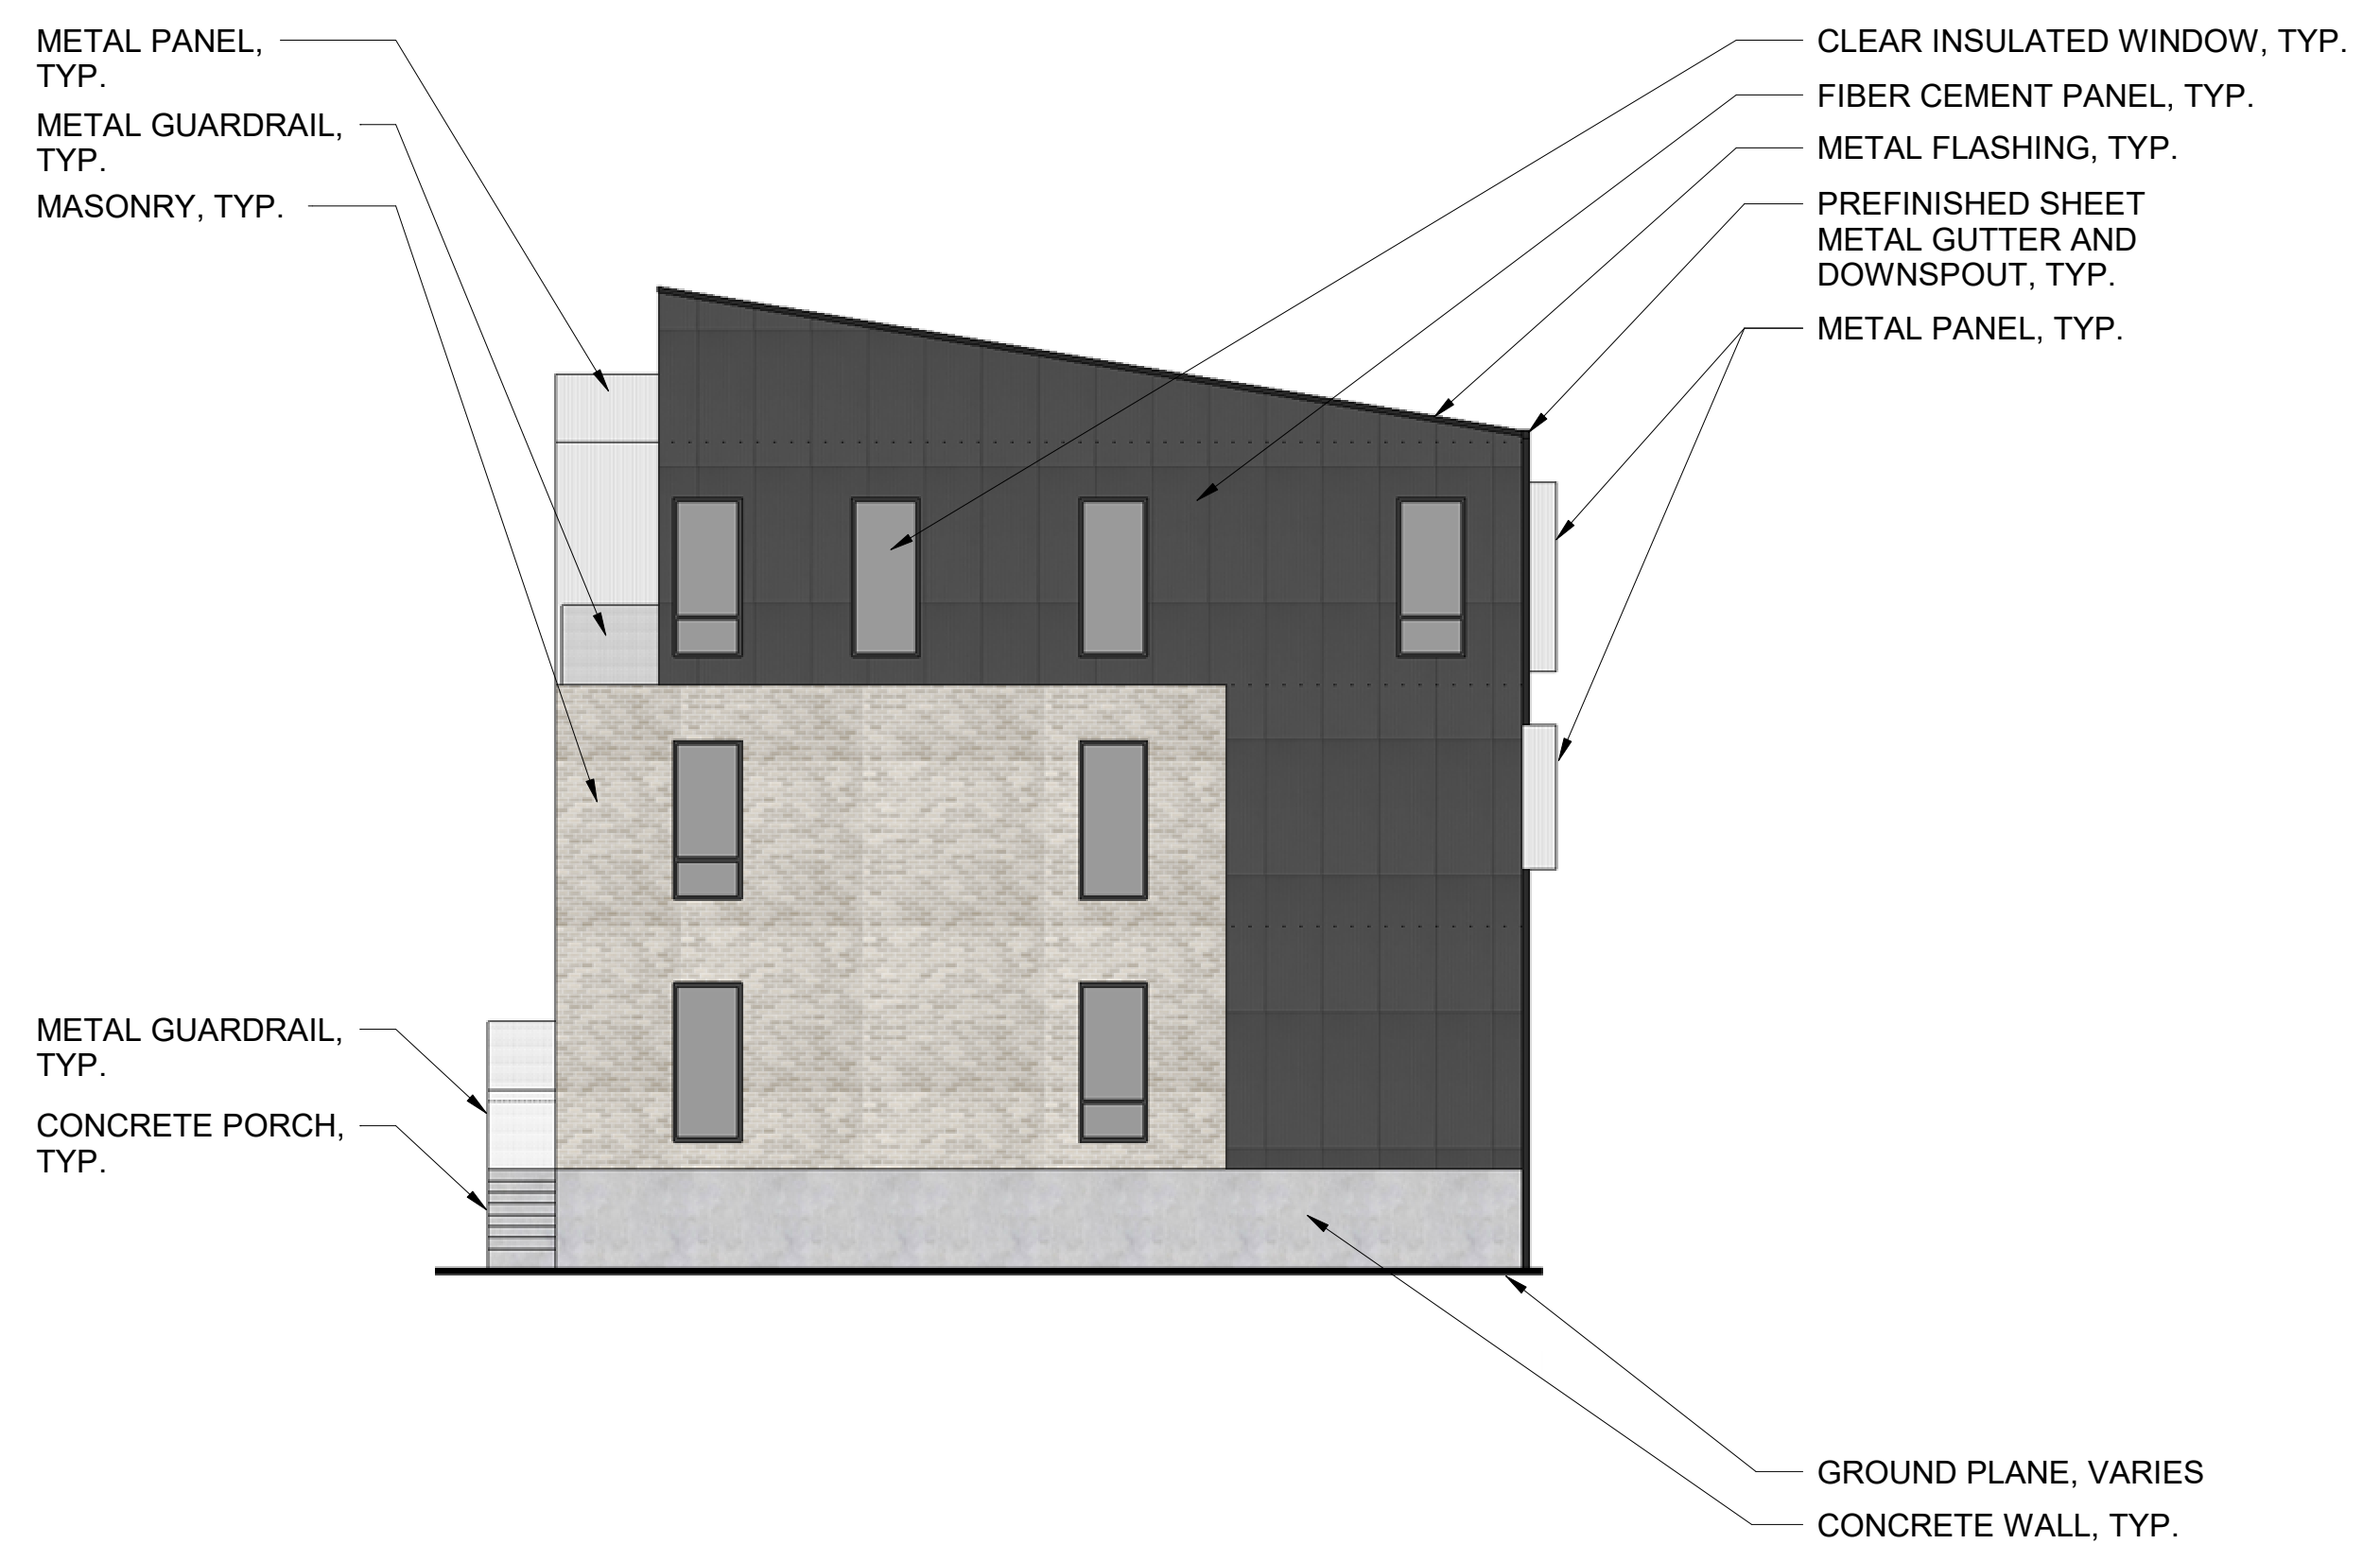 METAL PANEL,
TYP.
METAL GUARDRAIL,
TYP.
MASONRY, TYP.
METAL GUARDRAIL,
TYP.
CONCRETE PORCH,
TYP.
CLEAR INSULATED WINDOW, TYP.
FIBER CEMENT PANEL, TYP.
METAL FLASHING, TYP.
PREFINISHED SHEET
METAL GUTTER AND
DOWNSPOUT, TYP.
METAL PANEL, TYP.
GROUND PLANE, VARIES
CONCRETE WALL, TYP.